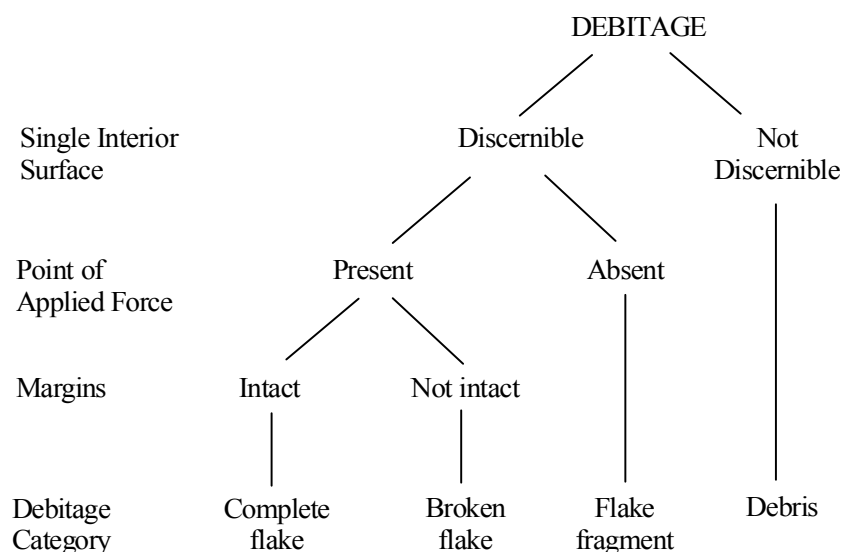 DEBITAGE
Single Interior
Surface
Discernible
Not
Discernible
Point of
Applied Force
Present
Absent
Margins
Intact
Not intact
Debitage
Category
Complete
flake
Broken
flake
Flake
fragment
Debris